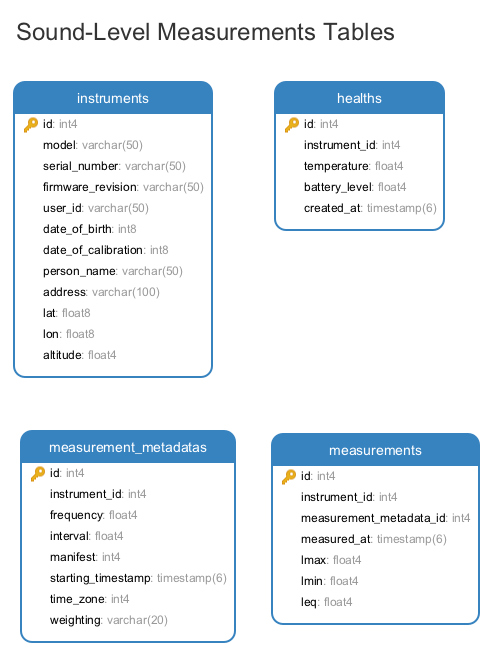 Sound-Level Measurements Tables
instruments
id: int4
model: varchar(50)
serial_number: varchar(50)
firmware_revision: varchar(50)
user_id: varchar(50)
date_of_birth: int8
date_of_calibration: int8
person_name: varchar(50)
address: varchar(100)
lat: float8
lon: float8
altitude: float4
healths
id: int4
instrument_id: int4
temperature: float4
battery_level: float4
created_at: timestamp(6)
measurement_metadatas
id: int4
instrument_id: int4
frequency: float4
interval: float4
manifest: int4
starting_timestamp: timestamp(6)
time_zone: int4
weighting: varchar(20)
measurements
id: int4
instrument_id: int4
measurement_metadata_id: int4
measured_at: timestamp(6)
lmax: float4
lmin: float4
leq: float4